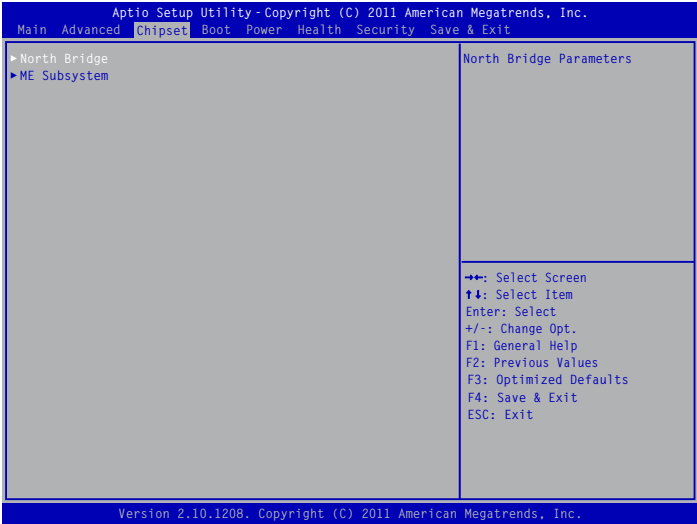 Aptio Setup Utility - Copyright (C) 2011 American Megatrends, Inc.
Main Advanced Chipset Boot Power Health Security Save & Exit
►North Bridge
►ME Subsystem
North Bridge Parameters
→←: Select Screen
↑↓: Select Item
Enter: Select
+/-: Change Opt.
F1: General Help
F2: Previous Values
F3: Optimized Defaults
F4: Save & Exit
ESC: Exit
Version 2.10.1208. Copyright (C) 2011 American Megatrends, Inc.